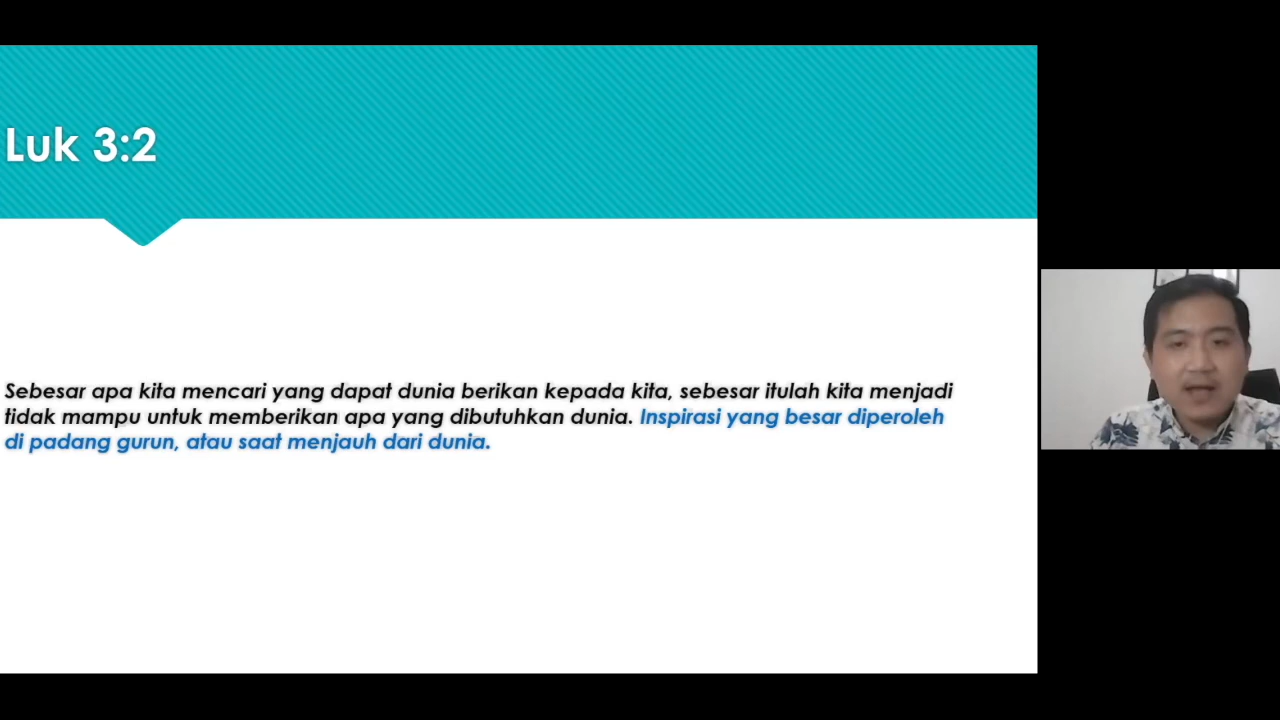 Luk 3:2
Sebesar apa kita mencari yang dapat dunia berikan kepada kita, sebesar itulah kita menjadi
tidak mampu untuk memberikan apa yang dibutuhkan dunia. Inspirasi yang besar diperoleh
di padang gurun, atau saat menjauh dari dunia.